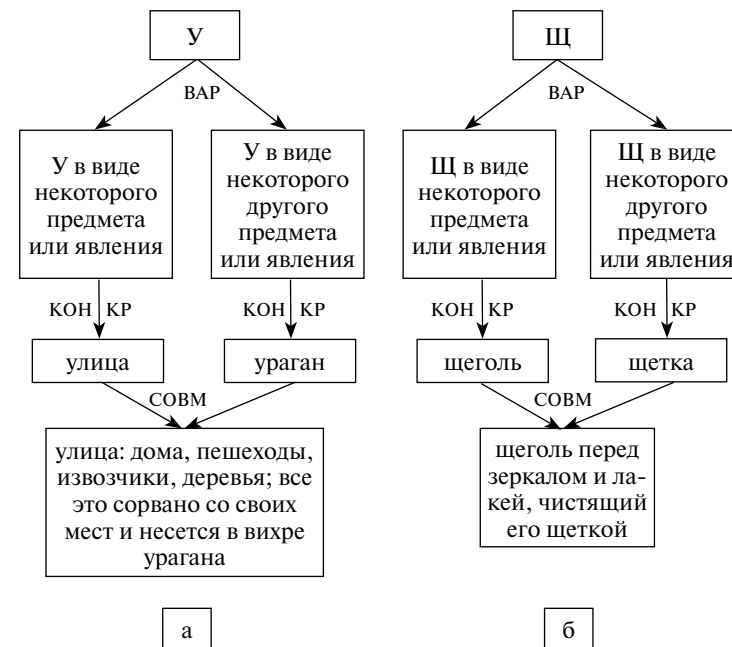 У
ВАР
У в виде
некоторого
предмета
или явления
У в виде
некоторого
другого
предмета
или явления
КОН КР
КОН КР
улица
ураган
СОВМ
улица: дома, пешеходы,
извозчики, деревья; все
это сорвано со своих
мест и несется в вихре
урагана
а
Щ
ВАР
Щ в виде
некоторого
предмета
или явления
Щ в виде
некоторого
другого
предмета
или явления
КОН КР
КОН КР
щеголь
щетка
СОВМ
щеголь перед
зеркалом и ла-
кей, чистящий
его щеткой
б